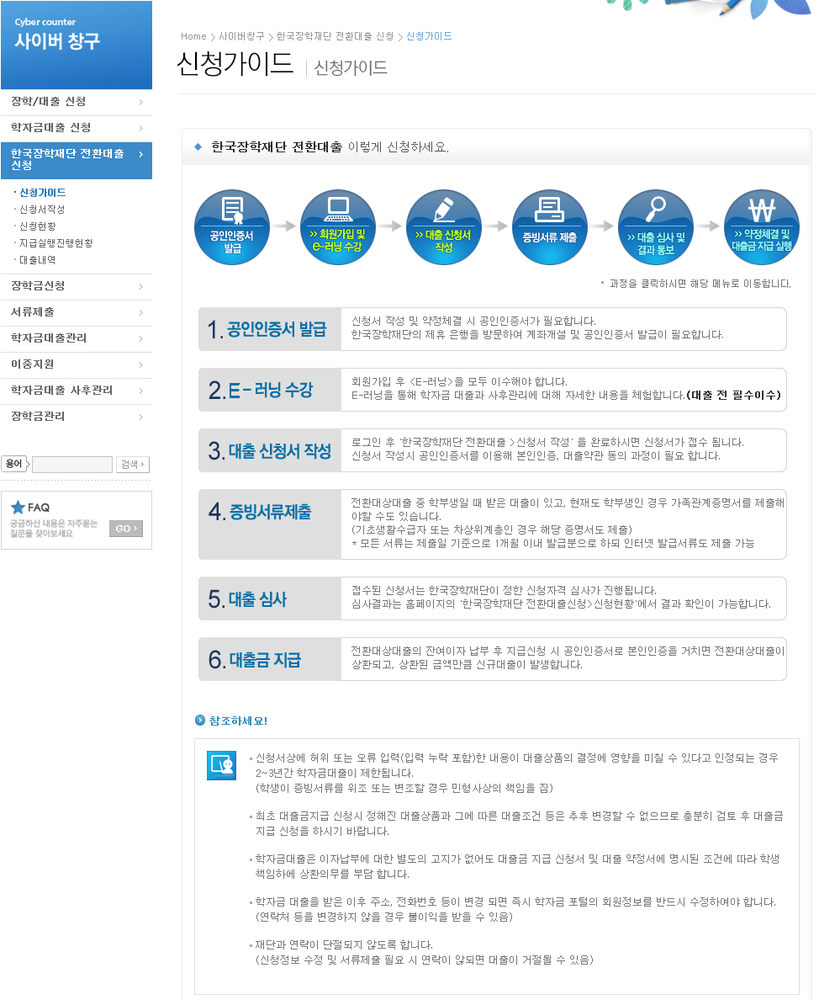 Cyber counter
사이버 창구
장학/대출 신청
학자금대출 신청
한국장학재단 전환대출
신청
신청가이드
신청서작성
신청현황
지급실행진행현황
대출내역
장학금신청
서류제출
학자금대출관리
이중지원
학자금대출 사후관리
장학금관리
용어
검색
FAQ
궁금하신 내용은 자주묻는
질문을 찾아보세요
GO
Home > 사이버창구 > 한국장학재단 전환대출 신청 > 신청가이드
신청가이드 | 신청가이드
한국장학재단 전환대출 이렇게 신청하세요.
공인인증서
발급
>> 회원가입 및
e-러닝 수강
>> 대출 신청서
작성
증빙서류 제출
>> 대출 심사 및
결과 통보
>> 약정체결 및
대출금 지급 실행
* 과정을 클릭하시면 해당 메뉴로 이동합니다.
1. 공인인증서 발급
신청서 작성 및 약정체결 시 공인인증서가 필요합니다.
한국장학재단의 제휴 은행을 방문하여 계좌개설 및 공인인증서 발급이 필요합니다.
2. E - 러닝 수강
회원가입 후 <E-러닝>을 모두 이수해야 합니다.
E-러닝을 통해 학자금 대출과 사후관리에 대해 자세한 내용을 체험합니다.(대출 전 필수이수)
3. 대출 신청서 작성
로그인 후 '한국장학재단 전환대출 >신청서 작성' 을 완료하시면 신청서가 접수 됩니다.
신청서 작성시 공인인증서를 이용해 본인인증, 대출약관 동의 과정이 필요 합니다.
4. 증빙서류제출
전환대상대출 중 학부생일 때 받은 대출이 있고, 현재도 학부생인 경우 가족관계증명서를 제출해
야할 수도 있습니다.
(기초생활수급자 또는 차상위계층인 경우 해당 증명서도 제출)
* 모든 서류는 제출일 기준으로 1개월 이내 발급분으로 하되 인터넷 발급서류도 제출 가능
5. 대출 심사
접수된 신청서는 한국장학재단이 정한 신청자격 심사가 진행됩니다.
심사결과는 홈페이지의 '한국장학재단 전환대출신청>신청현황'에서 결과 확인이 가능합니다.
6. 대출금 지급
전환대상대출의 잔여이자 납부 후 지급신청 시 공인인증서로 본인인증을 거치면 전환대상대출이
상환되고, 상환된 금액만큼 신규대출이 발생합니다.
참조하세요!
신청서상에 허위 또는 오류 입력(입력 누락 포함)한 내용이 대출상품의 결정에 영향을 미칠 수 있다고 인정되는 경우
2~3년간 학자금대출이 제한됩니다.
(학생이 증빙서류를 위조 또는 변조할 경우 민형사상의 책임을 짐)
최초 대출금지급 신청시 정해진 대출상품과 그에 따른 대출조건 등은 추후 변경할 수 없으므로 충분히 검토 후 대출금
지급 신청을 하시기 바랍니다.
학자금대출은 이자납부에 대한 별도의 고지가 없어도 대출금 지급 신청서 및 대출 약정서에 명시된 조건에 따라 학생
책임하에 상환의무를 부담 합니다.
학자금 대출을 받은 이후 주소, 전화번호 등이 변경 되면 즉시 학자금 포털의 회원정보를 반드시 수정하여야 합니다.
(연락처 등을 변경하지 않을 경우 불이익을 받을 수 있음)
재단과 연락이 단절되지 않도록 합니다.
(신청정보 수정 및 서류제출 필요 시 연락이 않되면 대출이 거절될 수 있음)